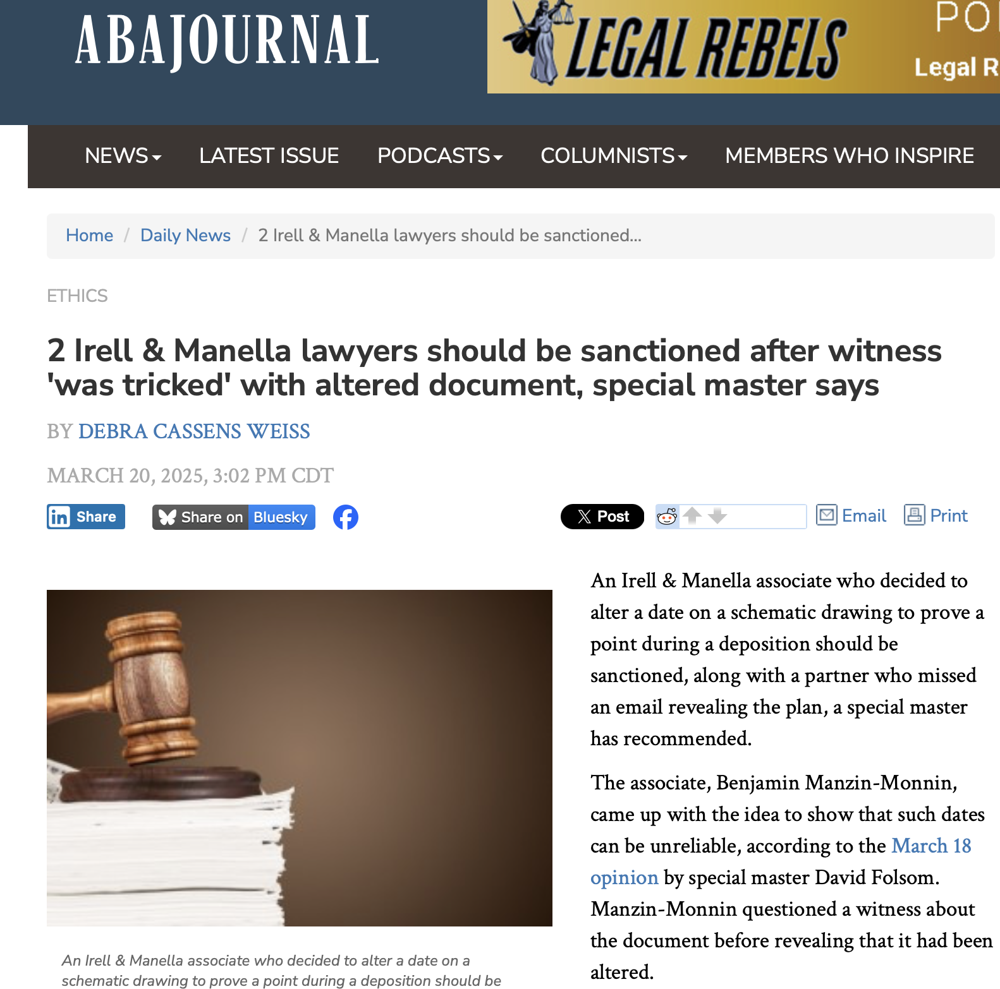 ABAJOURNAL
LEGAL REBELS
Legal R
NEWS LATEST ISSUE PODCASTS COLUMNISTS MEMBERS WHO INSPIRE
Home / Daily News / 2 Irell & Manella lawyers should be sanctioned...
ETHICS
2 Irell & Manella lawyers should be sanctioned after witness
'was tricked' with altered document, special master says
BY DEBRA CASSENS WEISS
MARCH 20, 2025, 3:02 PM CDT
in Share Share on Bluesky Post Email Print
An Irell & Manella associate who decided to alter a date on a
schematic drawing to prove a point during a deposition should be
An Irell & Manella associate who decided to
alter a date on a schematic drawing to prove a
point during a deposition should be
sanctioned, along with a partner who missed
an email revealing the plan, a special master
has recommended.
The associate, Benjamin Manzin-Monnin,
came up with the idea to show that such dates
can be unreliable, according to the March 18
opinion by special master David Folsom.
Manzin-Monnin questioned a witness about
the document before revealing that it had been
altered.